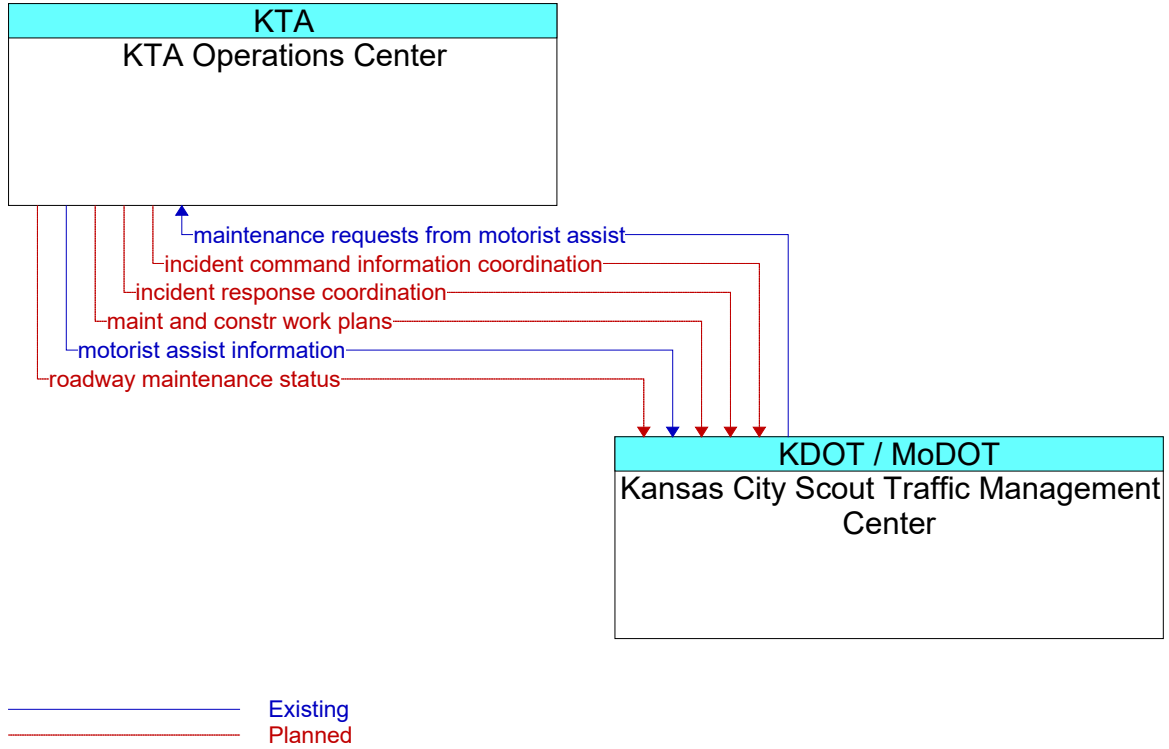 KTA
KTA Operations Center
maintenance requests from motorist assist
incident command information coordination
incident response coordination
maint and constr work plans
motorist assist information
roadway maintenance status
KDOT / MoDOT
Kansas City Scout Traffic Management
Center
Existing
Planned